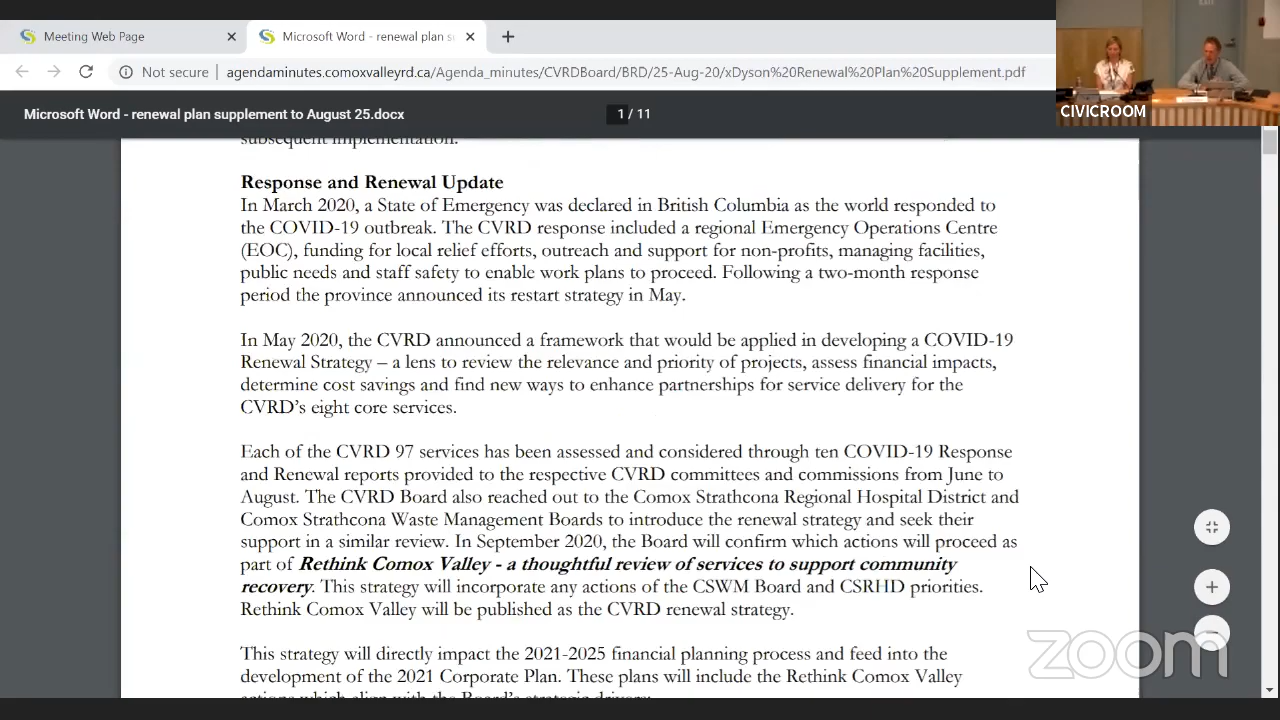 Meeting Web Page
Microsoft Word - renewal plan s
Not secure | agendaminutes.comoxvalleyrd.ca/Agenda_minutes/CVRDBoard/BRD/25-Aug-20/xDyson%20Renewal%20Plan%20Supplement.pdf
CIVICROOM
Microsoft Word - renewal plan supplement to August 25.docx
1 / 11
subsequent implementation.
Response and Renewal Update
In March 2020, a State of Emergency was declared in British Columbia as the world responded to
the COVID-19 outbreak. The CVRD response included a regional Emergency Operations Centre
(EOC), funding for local relief efforts, outreach and support for non-profits, managing facilities,
public needs and staff safety to enable work plans to proceed. Following a two-month response
period the province announced its restart strategy in May.
In May 2020, the CVRD announced a framework that would be applied in developing a COVID-19
Renewal Strategy – a lens to review the relevance and priority of projects, assess financial impacts,
determine cost savings and find new ways to enhance partnerships for service delivery for the
CVRD's eight core services.
Each of the CVRD 97 services has been assessed and considered through ten COVID-19 Response
and Renewal reports provided to the respective CVRD committees and commissions from June to
August. The CVRD Board also reached out to the Comox Strathcona Regional Hospital District and
Comox Strathcona Waste Management Boards to introduce the renewal strategy and seek their
support in a similar review. In September 2020, the Board will confirm which actions will proceed as
part of Rethink Comox Valley - a thoughtful review of services to support community
recovery. This strategy will incorporate any actions of the CSWM Board and CSRHD priorities.
Rethink Comox Valley will be published as the CVRD renewal strategy.
This strategy will directly impact the 2021-2025 financial planning process and feed into the
development of the 2021 Corporate Plan. These plans will include the Rethink Comox Valley
actions which align with the Board's strategic drivers:
zoom